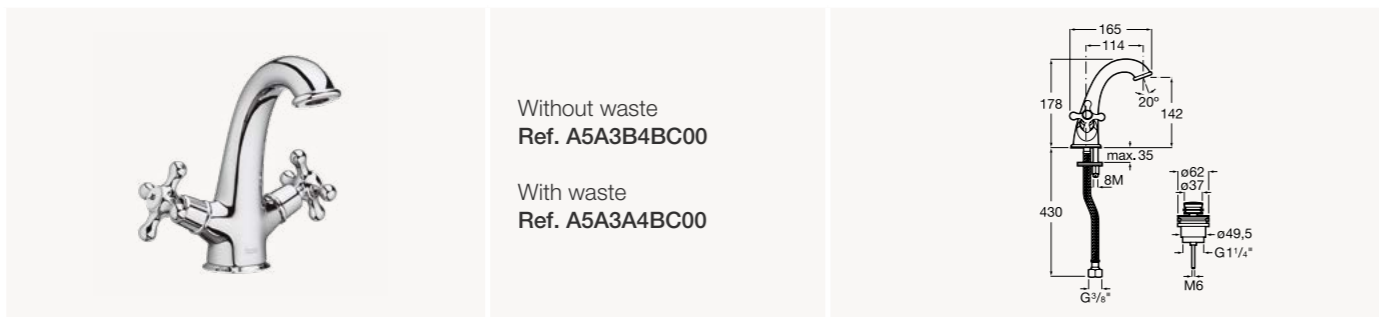 Without waste
Ref. A5A3B4BC00
With waste
Ref. A5A3A4BC00
165
114
178
20º
142
max. 35
8M
430
G³/₈"
ø62
ø37
ø49,5
G1¹/₄"
M6